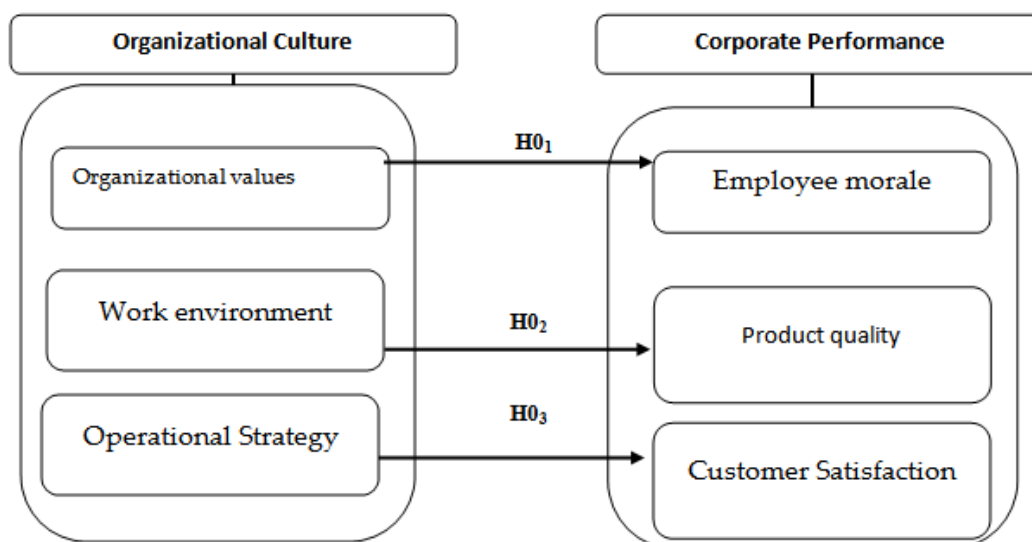 Organizational Culture
Corporate Performance
H0₁
Organizational values
Employee morale
Work environment
H0₂
Product quality
H0₃
Operational Strategy
Customer Satisfaction